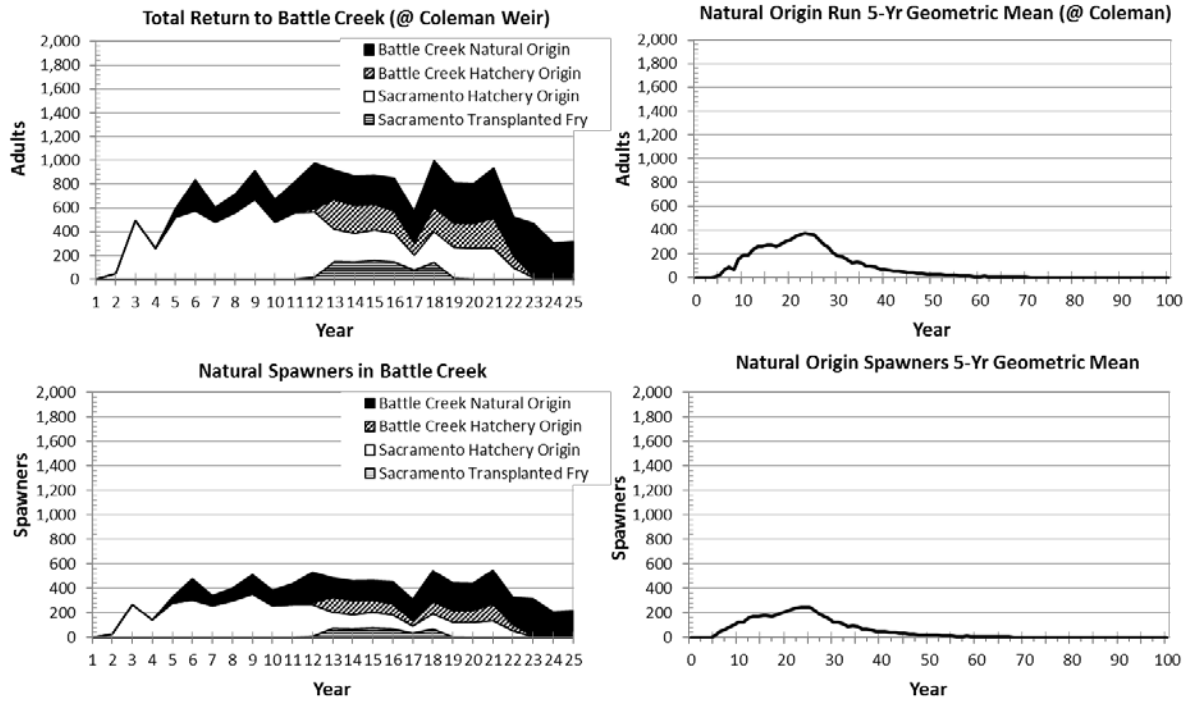 Total Return to Battle Creek (@ Coleman Weir)
2,000
1,800
1,600
1,400
1,200
1,000
800
600
400
200
0
Adults
Battle Creek Natural Origin
Battle Creek Hatchery Origin
Sacramento Hatchery Origin
Sacramento Transplanted Fry
1 2 3 4 5 6 7 8 9 10 11 12 13 14 15 16 17 18 19 20 21 22 23 24 25
Year
Natural Origin Run 5-Yr Geometric Mean (@ Coleman)
2,000
1,800
1,600
1,400
1,200
1,000
800
600
400
200
0
Adults
0 10 20 30 40 50 60 70 80 90 100
Year
Natural Spawners in Battle Creek
2,000
1,800
1,600
1,400
1,200
1,000
800
600
400
200
0
Spawners
Battle Creek Natural Origin
Battle Creek Hatchery Origin
Sacramento Hatchery Origin
Sacramento Transplanted Fry
1 2 3 4 5 6 7 8 9 10 11 12 13 14 15 16 17 18 19 20 21 22 23 24 25
Year
Natural Origin Spawners 5-Yr Geometric Mean
2,000
1,800
1,600
1,400
1,200
1,000
800
600
400
200
0
Spawners
0 10 20 30 40 50 60 70 80 90 100
Year